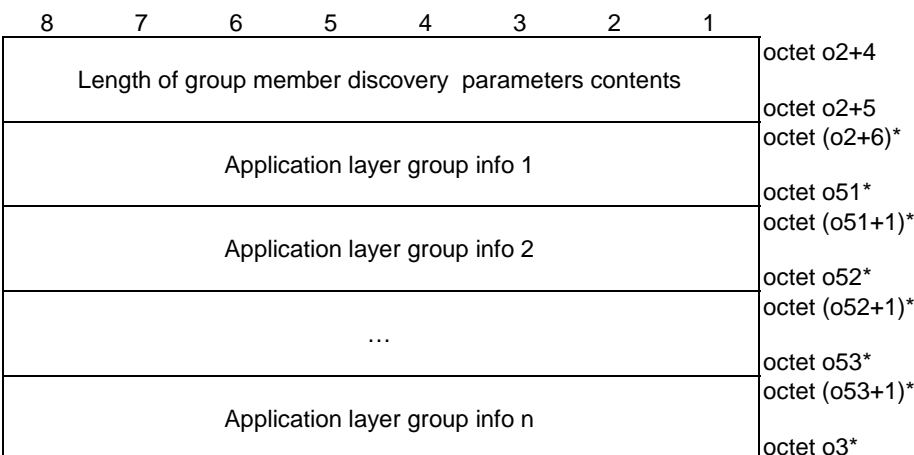 8 7 6 5 4 3 2 1
octet o2+4
Length of group member discovery parameters contents
octet o2+5
octet (o2+6)*
Application layer group info 1
octet o51*
octet (o51+1)*
Application layer group info 2
octet o52*
octet (o52+1)*
…
octet o53*
octet (o53+1)*
Application layer group info n
octet o3*